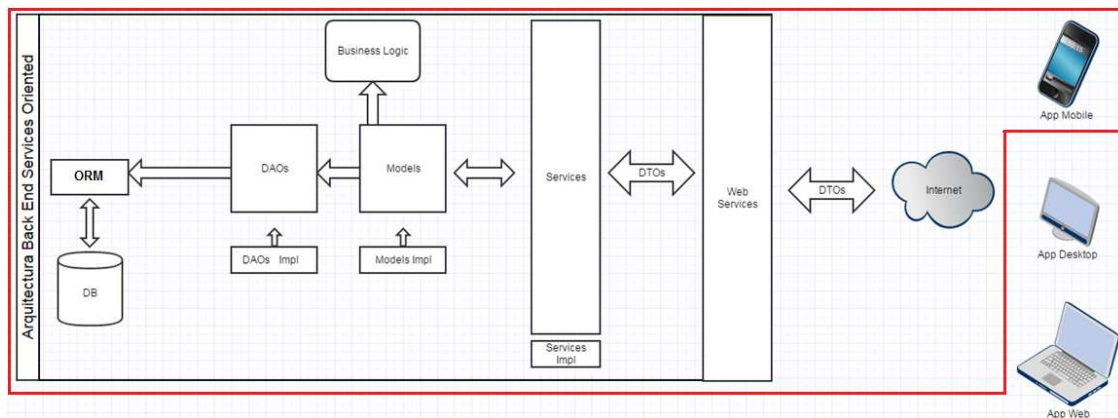 Arquitectura Back End Services Oriented
Business Logic
ORM
DAOs
Models
DAOs Impl
Models Impl
DB
Services
Services
Impl
DTOs
Web
Services
DTOs
Internet
App Mobile
App Desktop
App Web